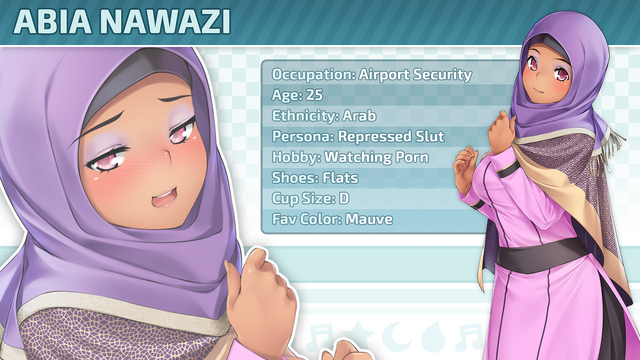 ABIA NAWAZI
Occupation: Airport Security
Age: 25
Ethnicity: Arab
Persona: Repressed Slut
Hobby: Watching Porn
Shoes: Flats
Cup Size: D
Fav Color: Mauve